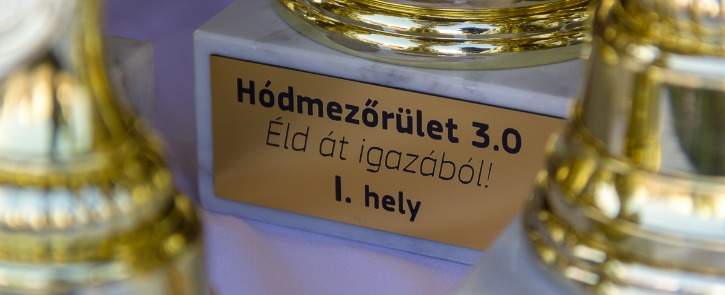 Hódmezőrület 3.0
Éld át igazából!
I. hely